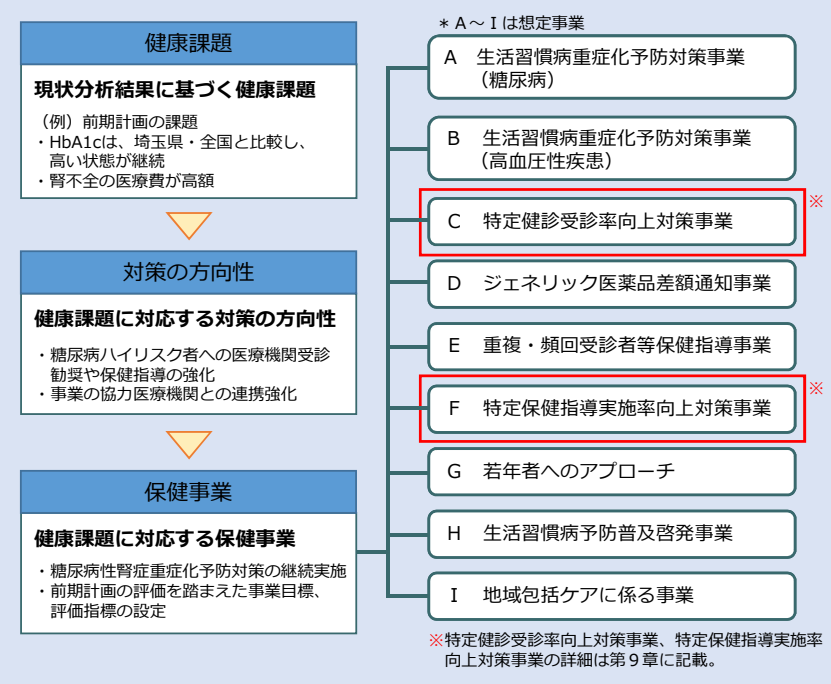 健康課題
現状分析結果に基づく健康課題
（例）前期計画の課題
・HbA1cは、埼玉県・全国と比較し、
高い状態が継続
・腎不全の医療費が高額
対策の方向性
健康課題に対応する対策の方向性
・糖尿病ハイリスク者への医療機関受診
勧奨や保健指導の強化
・事業の協力医療機関との連携強化
保健事業
健康課題に対応する保健事業
・糖尿病性腎症重症化予防対策の継続実施
・前期計画の評価を踏まえた事業目標、
評価指標の設定
＊A～Ｉは想定事業
A 生活習慣病重症化予防対策事業
（糖尿病）
B 生活習慣病重症化予防対策事業
（高血圧性疾患）
※
C 特定健診受診率向上対策事業
D ジェネリック医薬品差額通知事業
E 重複・頻回受診者等保健指導事業
※
F 特定保健指導実施率向上対策事業
G 若年者へのアプローチ
H 生活習慣病予防普及啓発事業
I 地域包括ケアに係る事業
※特定健診受診率向上対策事業、特定保健指導実施率
向上対策事業の詳細は第９章に記載。